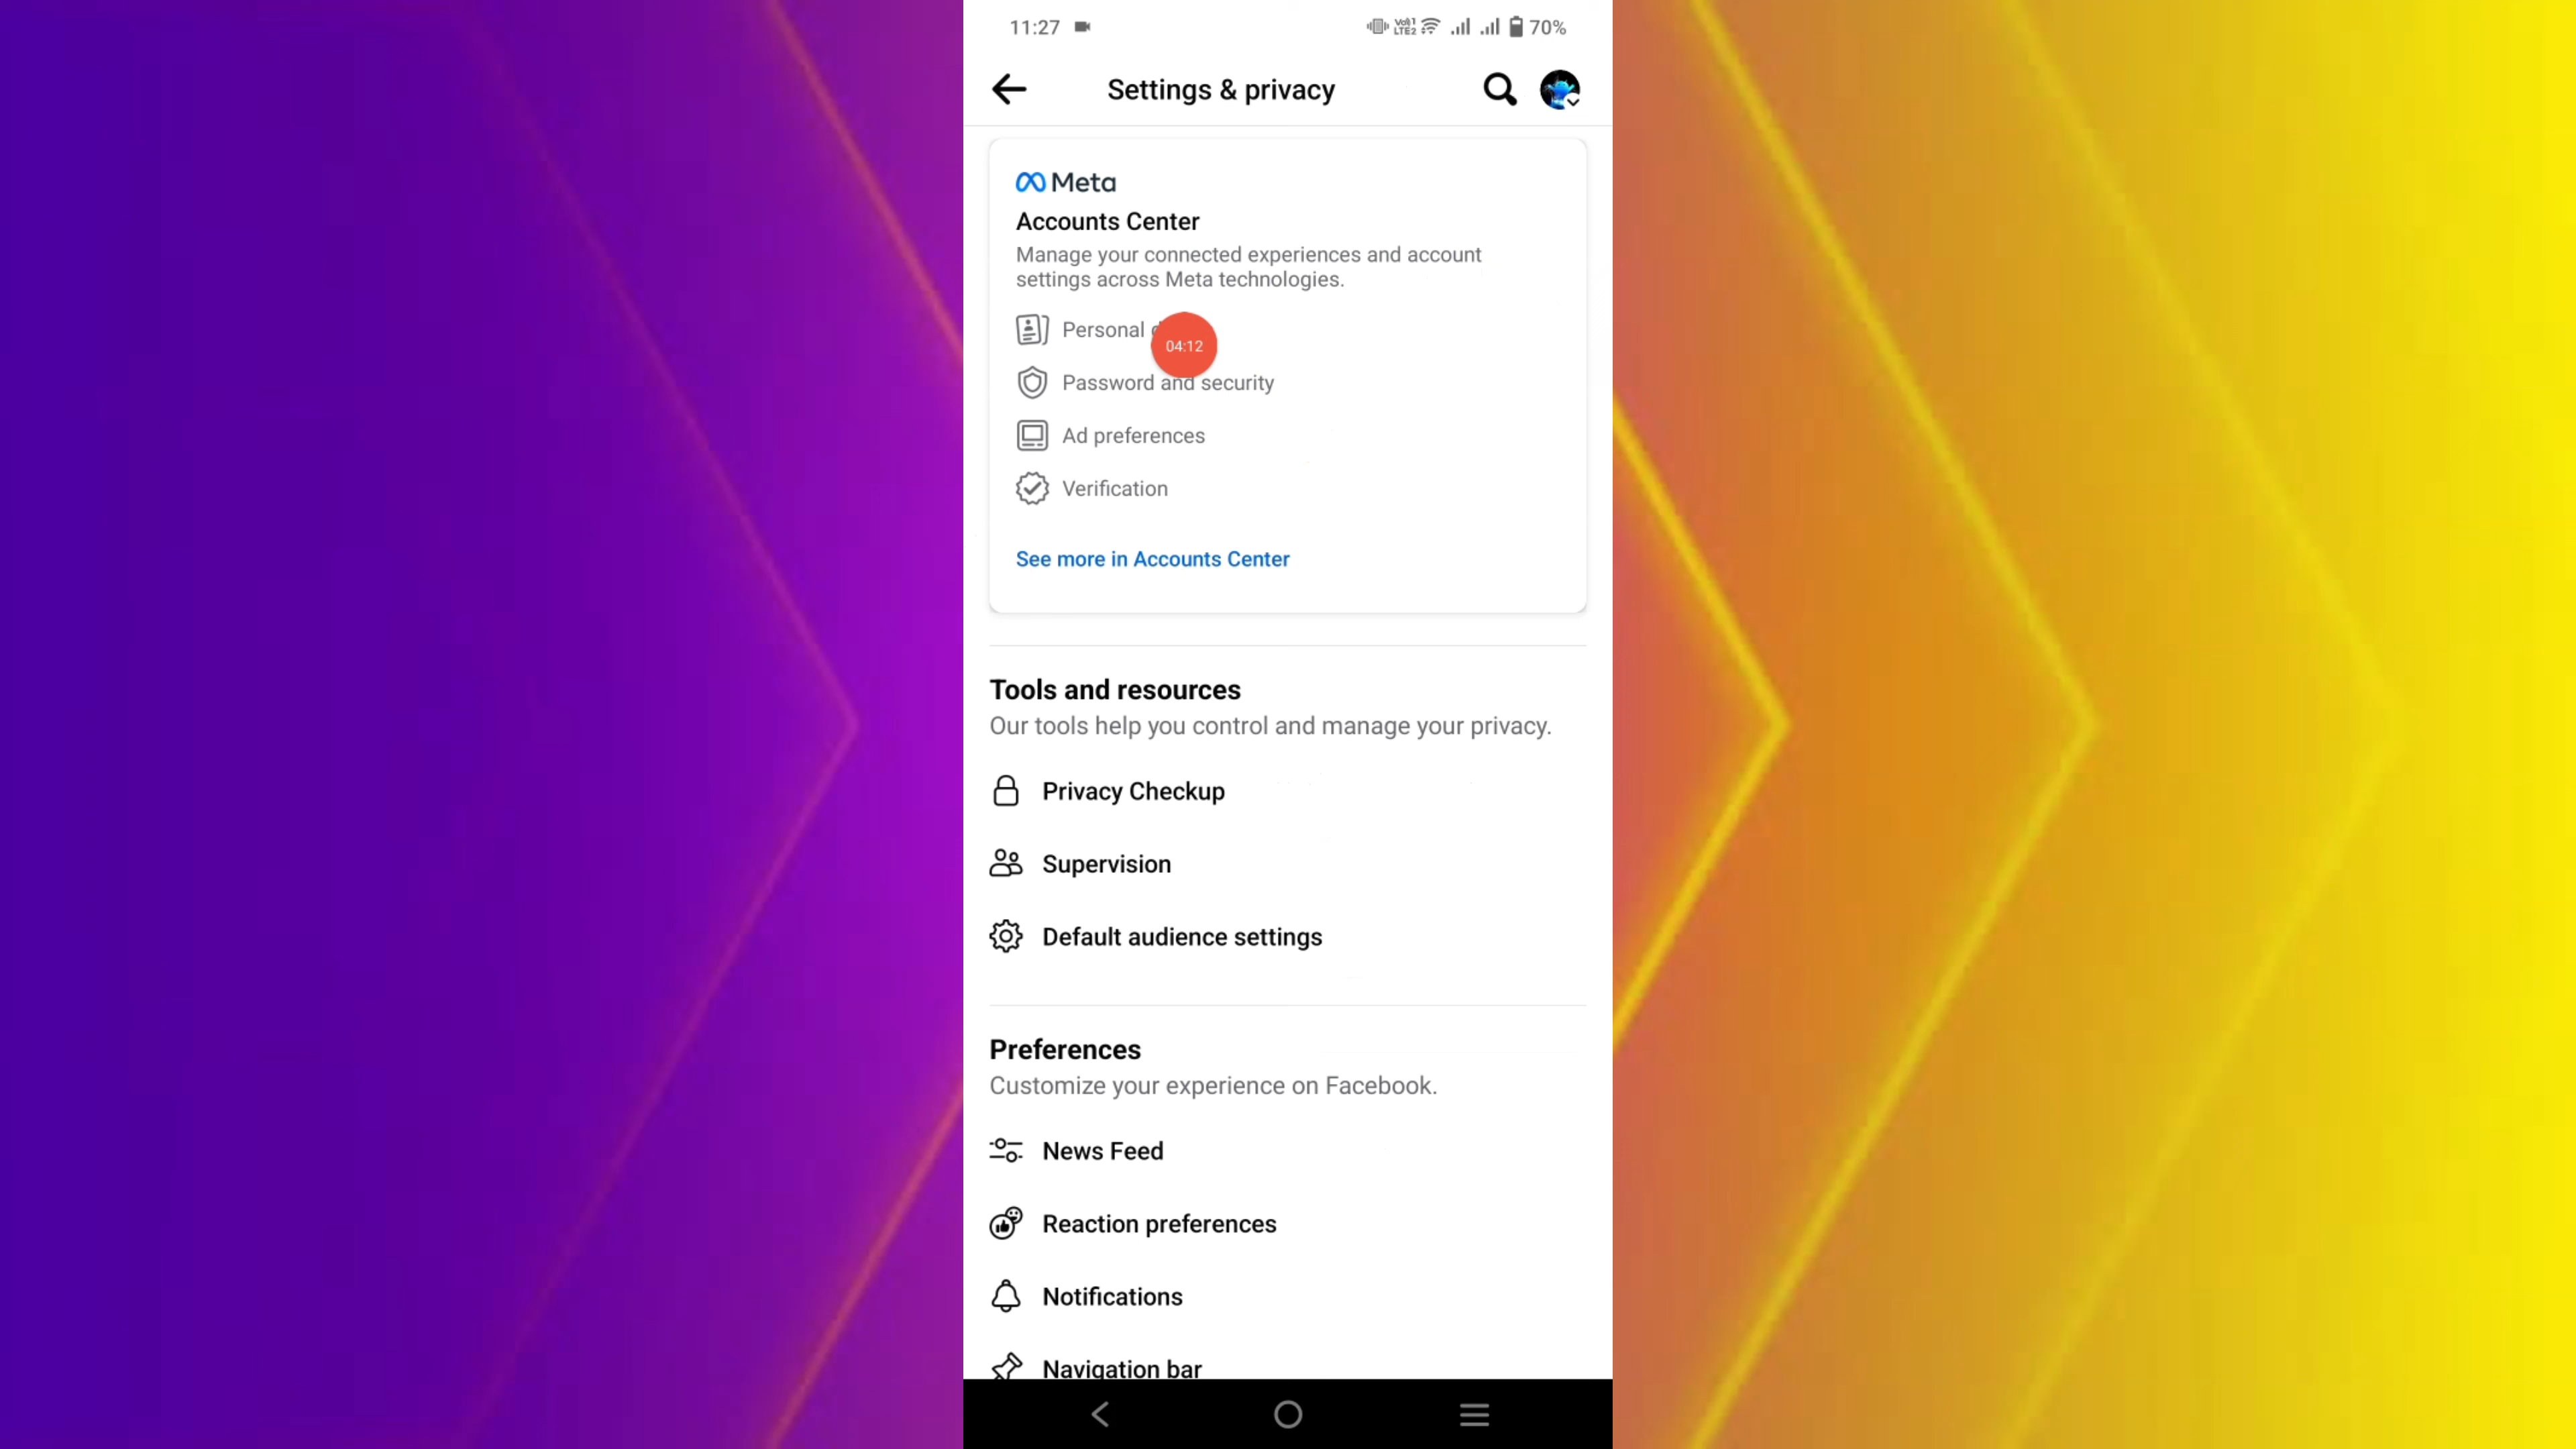 11:27
Vo))1
LTE2
70%
Settings & privacy
Meta
Accounts Center
Manage your connected experiences and account
settings across Meta technologies.
Personal
04:12
Password and security
Ad preferences
Verification
See more in Accounts Center
Tools and resources
Our tools help you control and manage your privacy.
Privacy Checkup
Supervision
Default audience settings
Preferences
Customize your experience on Facebook.
News Feed
Reaction preferences
Notifications
Navigation bar